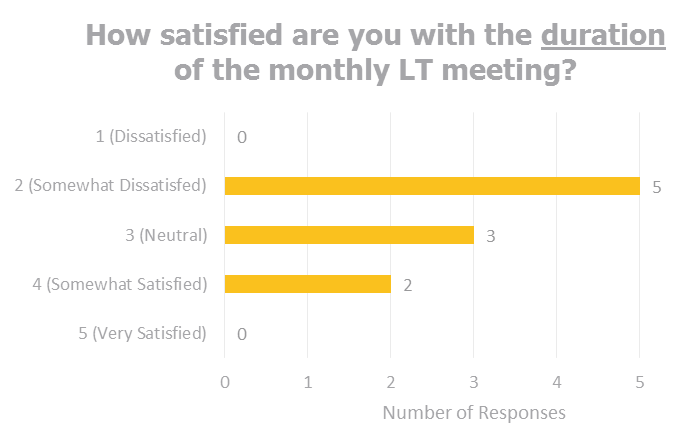 How satisfied are you with the duration
of the monthly LT meeting?
1 (Dissatisfied) 0
2 (Somewhat Dissatisfed) 5
3 (Neutral) 3
4 (Somewhat Satisfied) 2
5 (Very Satisfied) 0
0 1 2 3 4 5
Number of Responses